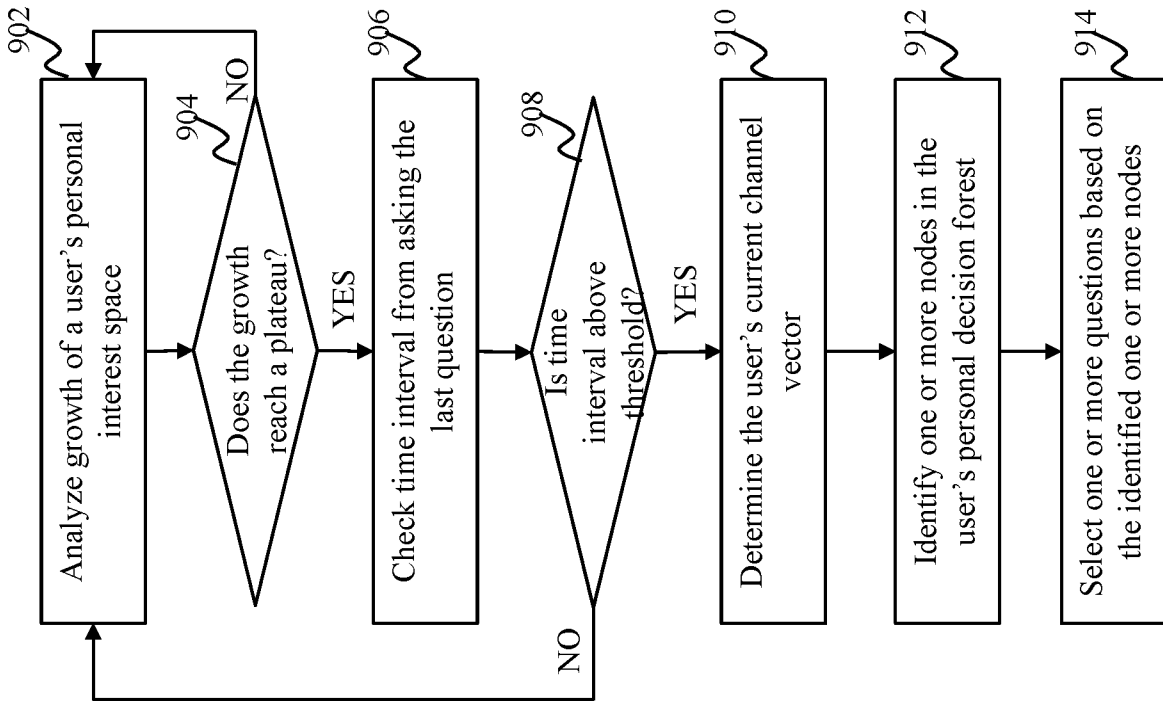 902
Analyze growth of a user's personal
interest space
904
NO
Does the growth
reach a plateau?
YES
906
Check time interval from asking the
last question
908
Is time
interval above
threshold?
NO
YES
910
Determine the user's current channel
vector
912
Identify one or more nodes in the
user's personal decision forest
914
Select one or more questions based on
the identified one or more nodes